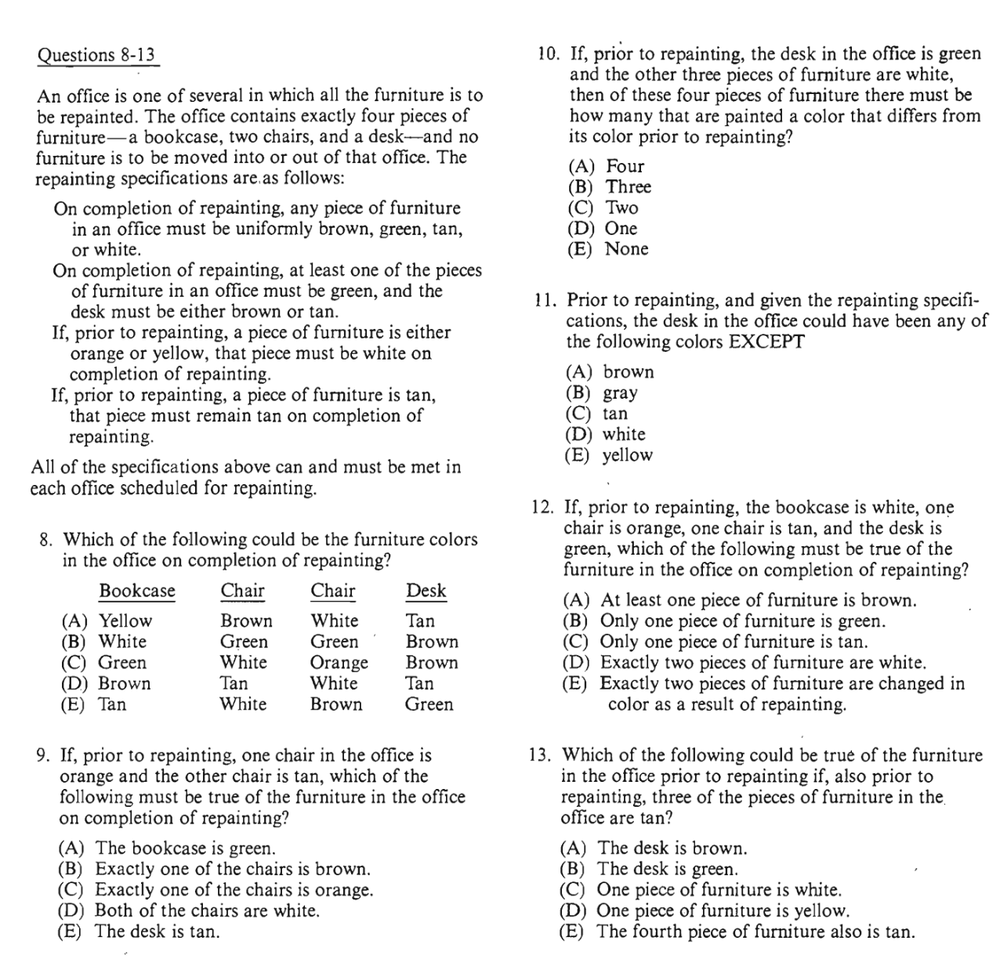 Questions 8-13
An office is one of several in which all the furniture is to
be repainted. The office contains exactly four pieces of
furniture—a bookcase, two chairs, and a desk—and no
furniture is to be moved into or out of that office. The
repainting specifications are as follows:
On completion of repainting, any piece of furniture
in an office must be uniformly brown, green, tan,
or white.
On completion of repainting, at least one of the pieces
of furniture in an office must be green, and the
desk must be either brown or tan.
If, prior to repainting, a piece of furniture is either
orange or yellow, that piece must be white on
completion of repainting.
If, prior to repainting, a piece of furniture is tan,
that piece must remain tan on completion of
repainting.
All of the specifications above can and must be met in
each office scheduled for repainting.
8. Which of the following could be the furniture colors
in the office on completion of repainting?
Bookcase Chair Chair Desk
(A) Yellow Brown White Tan
(B) White Green Green Brown
(C) Green White Orange Brown
(D) Brown Tan White Tan
(E) Tan White Brown Green
9. If, prior to repainting, one chair in the office is
orange and the other chair is tan, which of the
following must be true of the furniture in the office
on completion of repainting?
(A) The bookcase is green.
(B) Exactly one of the chairs is brown.
(C) Exactly one of the chairs is orange.
(D) Both of the chairs are white.
(E) The desk is tan.
10. If, prior to repainting, the desk in the office is green
and the other three pieces of furniture are white,
then of these four pieces of furniture there must be
how many that are painted a color that differs from
its color prior to repainting?
(A) Four
(B) Three
(C) Two
(D) One
(E) None
11. Prior to repainting, and given the repainting specifi-
cations, the desk in the office could have been any of
the following colors EXCEPT
(A) brown
(B) gray
(C) tan
(D) white
(E) yellow
12. If, prior to repainting, the bookcase is white, one
chair is orange, one chair is tan, and the desk is
green, which of the following must be true of the
furniture in the office on completion of repainting?
(A) At least one piece of furniture is brown.
(B) Only one piece of furniture is green.
(C) Only one piece of furniture is tan.
(D) Exactly two pieces of furniture are white.
(E) Exactly two pieces of furniture are changed in
color as a result of repainting.
13. Which of the following could be true of the furniture
in the office prior to repainting if, also prior to
repainting, three of the pieces of furniture in the
office are tan?
(A) The desk is brown.
(B) The desk is green.
(C) One piece of furniture is white.
(D) One piece of furniture is yellow.
(E) The fourth piece of furniture also is tan.